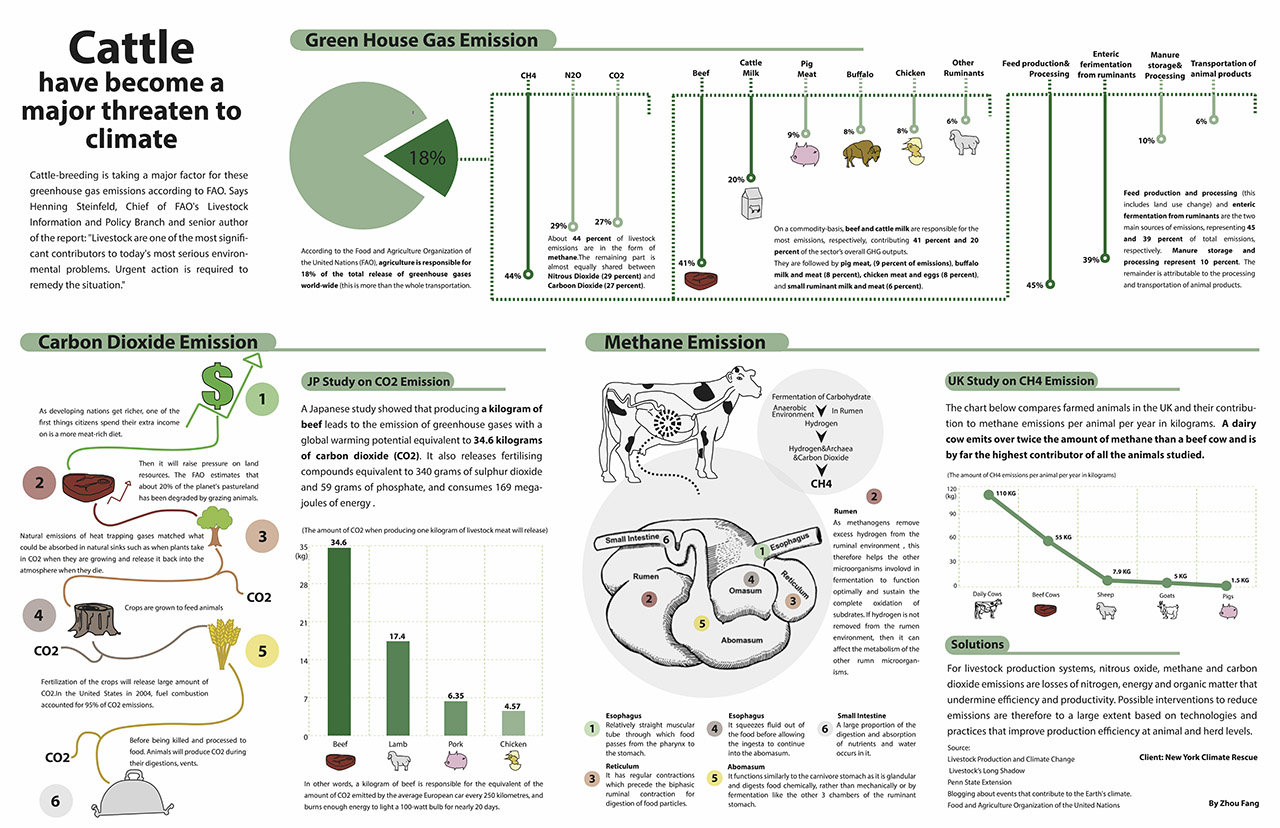 Cattle
have become a
major threaten to
climate
Cattle-breeding is taking a major factor for these
greenhouse gas emissions according to FAO. Says
Henning Steinfeld, Chief of FAO's Livestock
Information and Policy Branch and senior author
of the report: "Livestock are one of the most signifi-
cant contributors to today's most serious environ-
mental problems. Urgent action is required to
remedy the situation."
Green House Gas Emission
18%
According to the Food and Agriculture Organization of
the United Nations (FAO), agriculture is responsible for
18% of the total release of greenhouse gases
world-wide (this is more than the whole transportation.
CH4
N2O
CO2
44%
29%
27%
About 44 percent of livestock
emissions are in the form of
methane.The remaining part is
almost equally shared between
Nitrous Dioxide (29 percent) and
Carboon Dioxide (27 percent).
Beef
Cattle
Milk
Pig
Meat
Buffalo
Chicken
Other
Ruminants
41%
20%
9%
8%
8%
6%
On a commodity-basis, beef and cattle milk are responsible for the
most emissions, respectively, contributing 41 percent and 20
percent of the sector's overall GHG outputs.
They are followed by pig meat, (9 percent of emissions), buffalo
milk and meat (8 percent), chicken meat and eggs (8 percent),
and small ruminant milk and meat (6 percent).
Feed production&
Processing
Enteric
ferimentation
from ruminants
Manure
storage&
Processing
Transportation of
animal products
45%
39%
10%
6%
Feed production and processing (this
includes land use change) and enteric
fermentation from ruminants are the two
main sources of emissions, representing 45
and 39 percent of total emissions,
respectively. Manure storage and
processing represent 10 percent. The
remainder is attributable to the processing
and transportation of animal products.
Carbon Dioxide Emission
$
1
As developing nations get richer, one of the
first things citizens spend their extra income
on is a more meat-rich diet.
2
Then it will raise pressure on land
resources. The FAO estimates that
about 20% of the planet's pastureland
has been degraded by grazing animals.
3
Natural emissions of heat trapping gases matched what
could be absorbed in natural sinks such as when plants take
in CO2 when they are growing and release it back into the
atmosphere when they die.
CO2
4
Crops are grown to feed animals
CO2
5
Fertilization of the crops will release large amount of
CO2.In the United States in 2004, fuel combustion
accounted for 95% of CO2 emissions.
Before being killed and processed to
food. Animals will produce CO2 during
their digestions, vents.
CO2
6
JP Study on CO2 Emission
A Japanese study showed that producing a kilogram of
beef leads to the emission of greenhouse gases with a
global warming potential equivalent to 34.6 kilograms
of carbon dioxide (CO2). It also releases fertilising
compounds equivalent to 340 grams of sulphur dioxide
and 59 grams of phosphate, and consumes 169 mega-
joules of energy .
(The amount of CO2 when producing one kilogram of livestock meat will release)
35
(kg)
28
21
14
7
0
34.6
17.4
6.35
4.57
Beef
Lamb
Pork
Chicken
In other words, a kilogram of beef is responsible for the equivalent of the
amount of CO2 emitted by the average European car every 250 kilometres, and
burns enough energy to light a 100-watt bulb for nearly 20 days.
Methane Emission
Fermentation of Carbohydrate
Anaerobic
Environment
In Rumen
Hydrogen
Hydrogen&Archaea
&Carbon Dioxide
CH4
Small Intestine
6
1
Esophagus
Rumen
2
4
Omasum
Reticulum
3
5
Abomasum
2
Rumen
As methanogens remove
excess hydrogen from the
ruminal environment , this
therefore helps the other
microorganisms involovd in
fermentation to function
optimally and sustain the
complete oxidation of
substrates. If hydrogen is not
removed from the rumen
environment, then it can
affect the metabolism of the
other rumn microorgan-
isms.
1
Esophagus
Relatively straight muscular
tube through which food
passes from the pharynx to
the stomach.
3
Reticulum
It has regular contractions
which precede the biphasic
ruminal contraction for
digestion of food particles.
4
Esophagus
It squeezes fluid out of
the food before allowing
the ingesta to continue
into the abomasum.
5
Abomasum
It functions similarly to the carnivore stomach as it is glandular
and digests food chemically, rather than mechanically or by
fermentation like the other 3 chambers of the ruminant
stomach.
6
Small Intestine
A large proportion of the
digestion and absorption
of nutrients and water
occurs in it.
UK Study on CH4 Emission
The chart below compares farmed animals in the UK and their contribu-
tion to methane emissions per animal per year in kilograms. A dairy
cow emits over twice the amount of methane than a beef cow and is
by far the highest contributor of all the animals studied.
(The amount of CH4 emissions per animal per year in kilograms)
120
(kg)
90
60
30
0
110 KG
55 KG
7.9 KG
5 KG
1.5 KG
Daily Cows
Beef Cows
Sheep
Goats
Pigs
Solutions
For livestock production systems, nitrous oxide, methane and carbon
dioxide emissions are losses of nitrogen, energy and organic matter that
undermine efficiency and productivity. Possible interventions to reduce
emissions are therefore to a large extent based on technologies and
practices that improve production efficiency at animal and herd levels.
Source:
Livestock Production and Climate Change
Livestock's Long Shadow
Penn State Extension
Blogging about events that contribute to the Earth's climate.
Food and Agriculture Organization of the United Nations
Client: New York Climate Rescue
By Zhou Fang